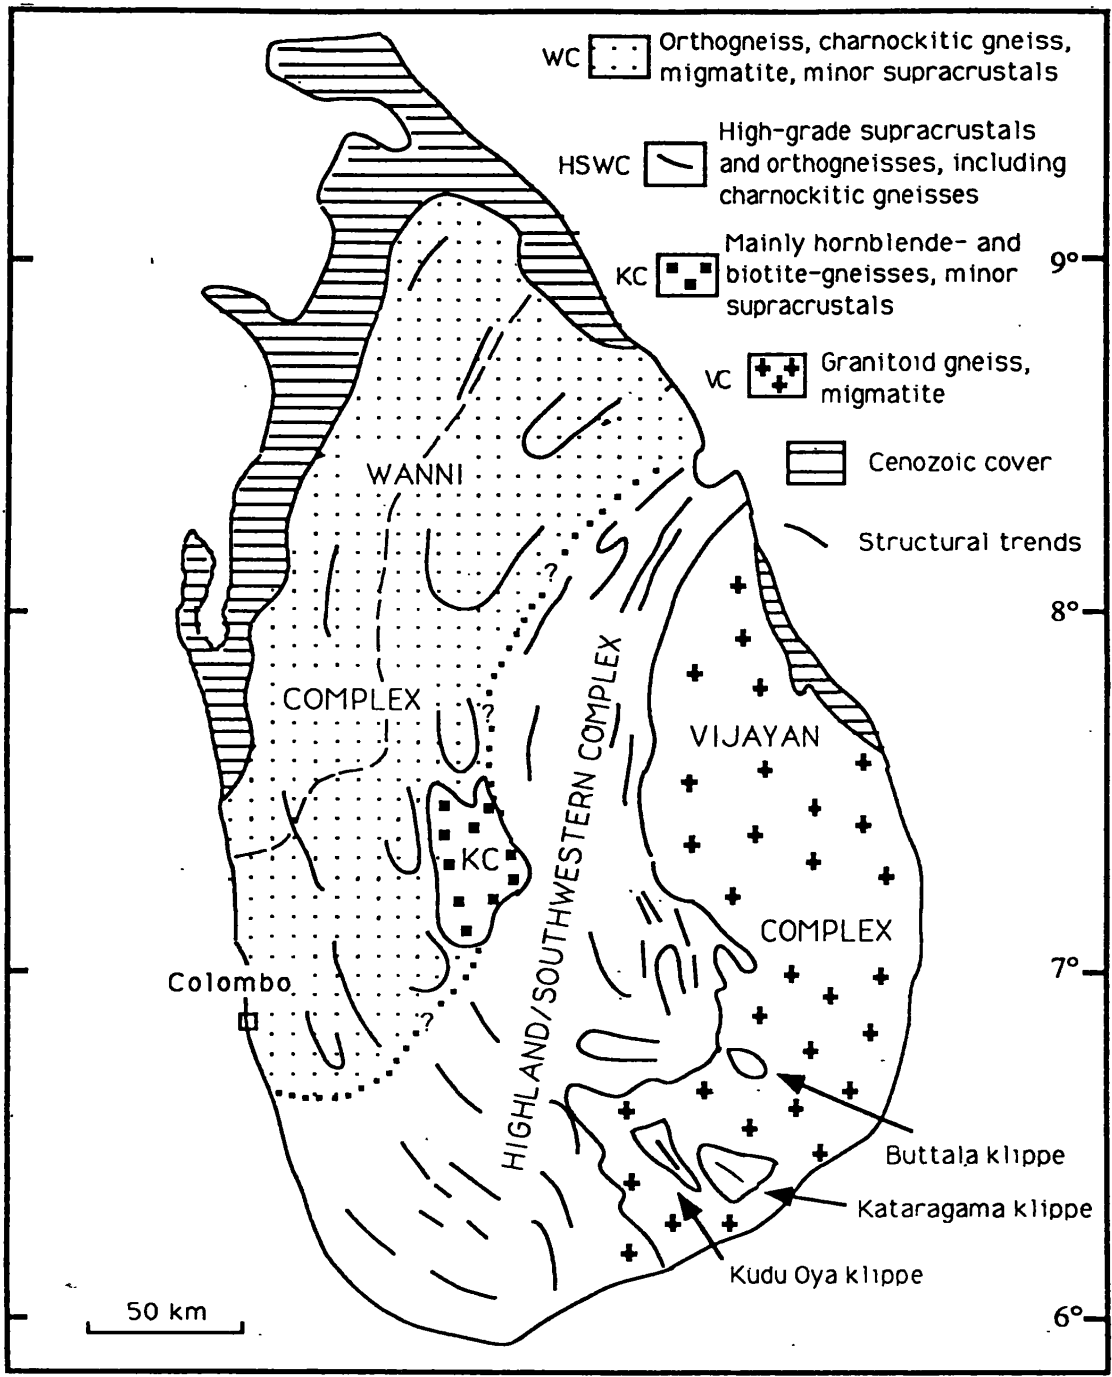 WC
Orthogneiss, charnockitic gneiss,
migmatite, minor supracrustals
HSWC
High-grade supracrustals
and orthogneisses, including
charnockitic gneisses
KC
Mainly hornblende- and
biotite-gneisses, minor
supracrustals
9°
VC
Granitoid gneiss,
migmatite
Cenozoic cover
Structural trends
WANNI
?
8°
COMPLEX
?
HIGHLAND/SOUTHWESTERN COMPLEX
VIJAYAN
KC
COMPLEX
7°
Colombo
?
Buttala klippe
Kataragama klippe
Kudu Oya klippe
50 km
6°